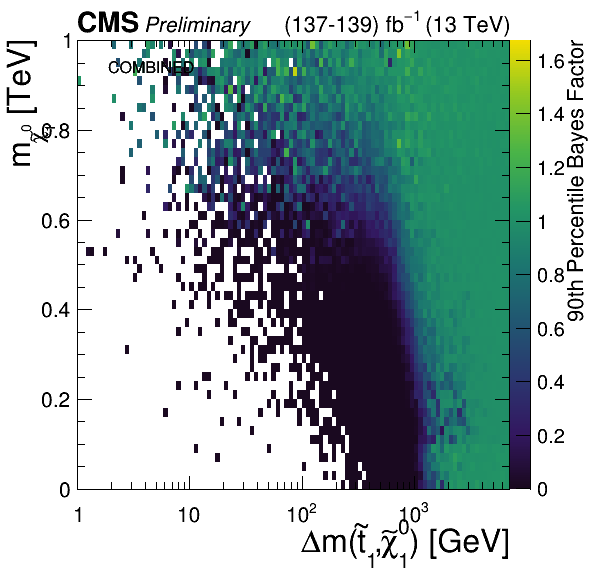 CMS Preliminary (137-139) fb⁻¹ (13 TeV)
COMBINED
m_χ̃₁⁰ [TeV]
1
0.8
0.6
0.4
0.2
0
1 10 10² 10³
Δm(t̃₁,χ̃₁⁰) [GeV]
1.6
1.4
1.2
1
0.8
0.6
0.4
0.2
0
90th Percentile Bayes Factor